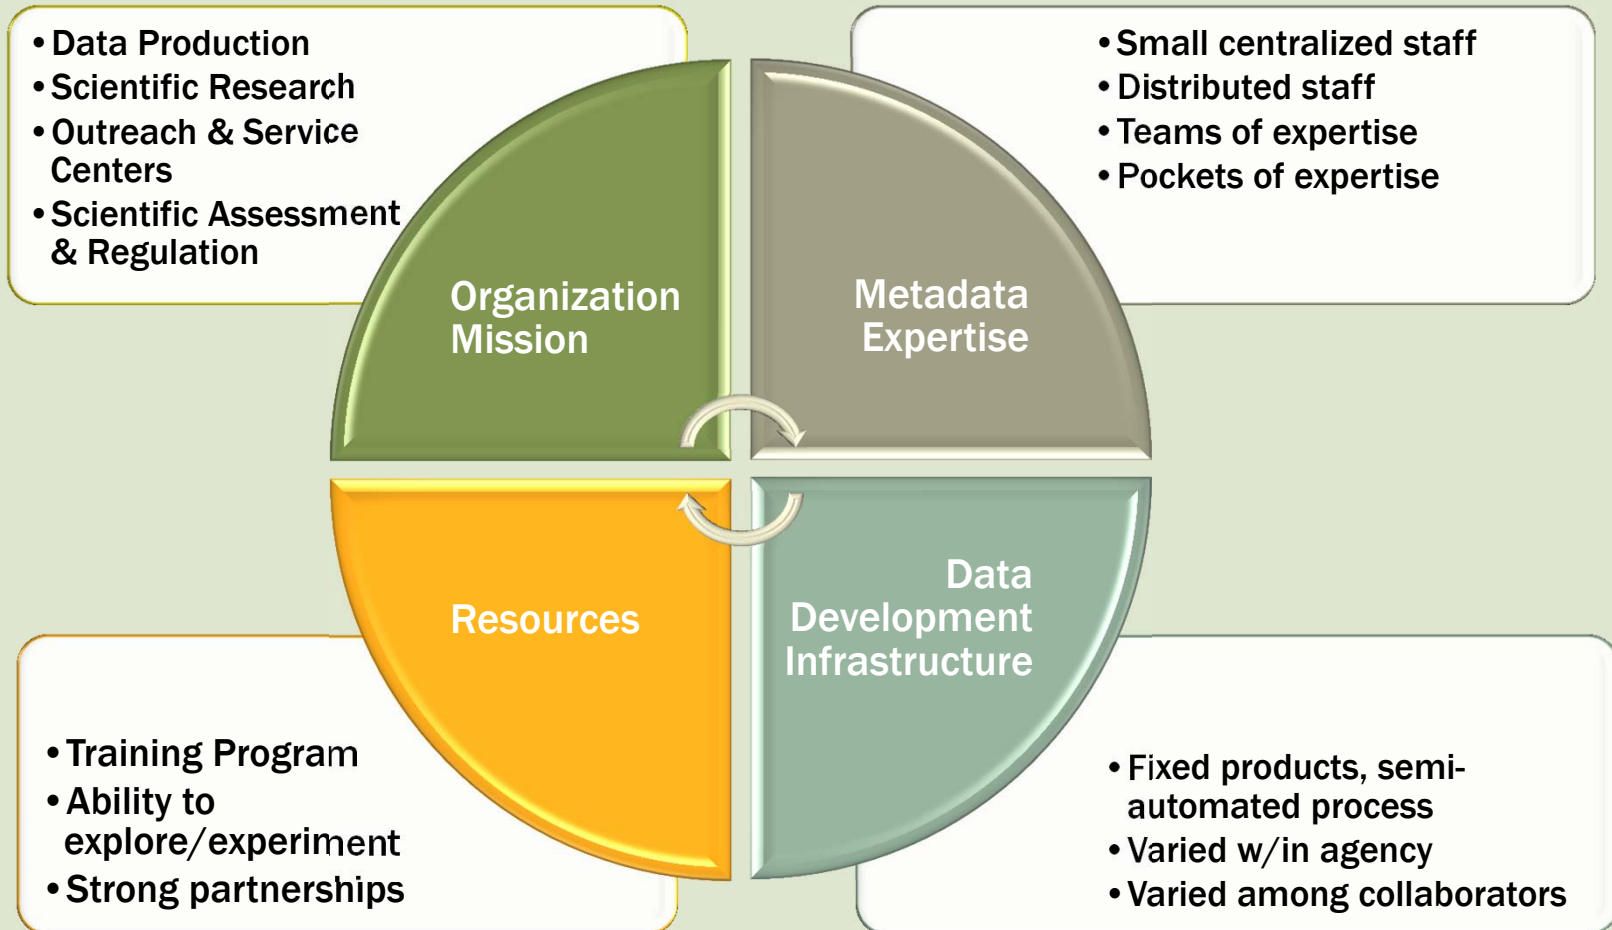 • Data Production
• Scientific Research
• Outreach & Service
Centers
• Scientific Assessment
& Regulation
• Small centralized staff
• Distributed staff
• Teams of expertise
• Pockets of expertise
Organization
Mission
Metadata
Expertise
Resources
Data
Development
Infrastructure
• Training Program
• Ability to
explore/experiment
• Strong partnerships
• Fixed products, semi-
automated process
• Varied w/in agency
• Varied among collaborators